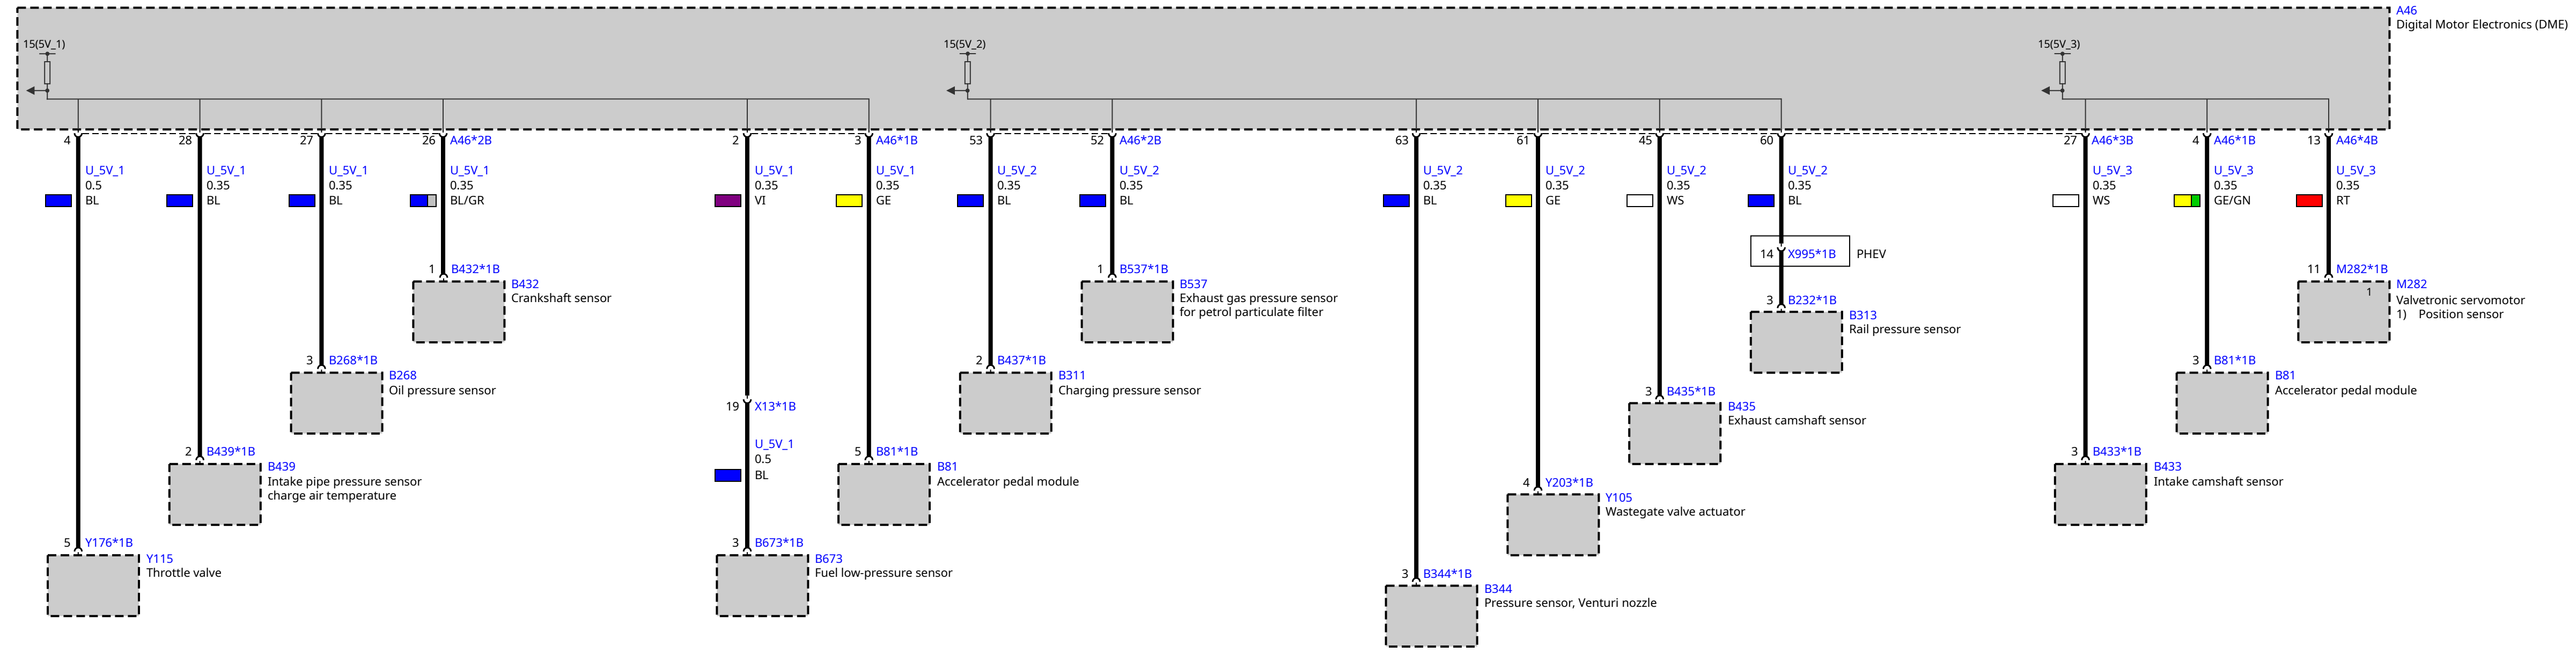 A46
Digital Motor Electronics (DME)
15(5V_1)
15(5V_2)
15(5V_3)
4
28
27
26 A46*2B
2
3 A46*1B
53
52 A46*2B
63
61
45
60
27 A46*3B
4 A46*1B
13 A46*4B
U_5V_1
0.5
BL
U_5V_1
0.35
BL
U_5V_1
0.35
BL
U_5V_1
0.35
BL/GR
U_5V_1
0.35
VI
U_5V_1
0.35
GE
U_5V_2
0.35
BL
U_5V_2
0.35
BL
U_5V_2
0.35
BL
U_5V_2
0.35
GE
U_5V_2
0.35
WS
U_5V_2
0.35
BL
U_5V_3
0.35
WS
U_5V_3
0.35
GE/GN
U_5V_3
0.35
RT
14 X995*1B PHEV
1 B432*1B
B432
Crankshaft sensor
1 B537*1B
B537
Exhaust gas pressure sensor
for petrol particulate filter
11 M282*1B
M282
1
Valvetronic servomotor
1) Position sensor
3 B232*1B
B313
Rail pressure sensor
3 B268*1B
B268
Oil pressure sensor
2 B437*1B
B311
Charging pressure sensor
3 B81*1B
B81
Accelerator pedal module
3 B435*1B
B435
Exhaust camshaft sensor
19 X13*1B
U_5V_1
0.5
BL
2 B439*1B
B439
Intake pipe pressure sensor
charge air temperature
5 B81*1B
B81
Accelerator pedal module
3 B433*1B
B433
Intake camshaft sensor
4 Y203*1B
Y105
Wastegate valve actuator
5 Y176*1B
Y115
Throttle valve
3 B673*1B
B673
Fuel low-pressure sensor
3 B344*1B
B344
Pressure sensor, Venturi nozzle